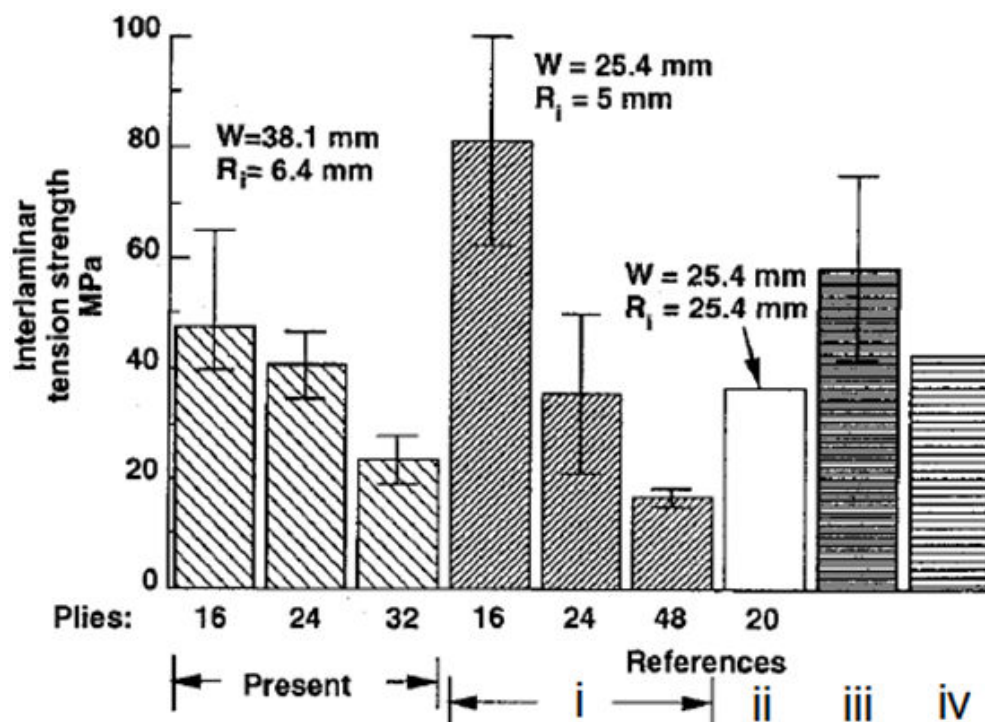 100
80
60
40
20
0
Interlaminar
tension strength
MPa
W=38.1 mm
Ri= 6.4 mm
W = 25.4 mm
Ri = 5 mm
W = 25.4 mm
Ri = 25.4 mm
Plies: 16 24 32 16 24 48 20
References
Present i ii iii iv